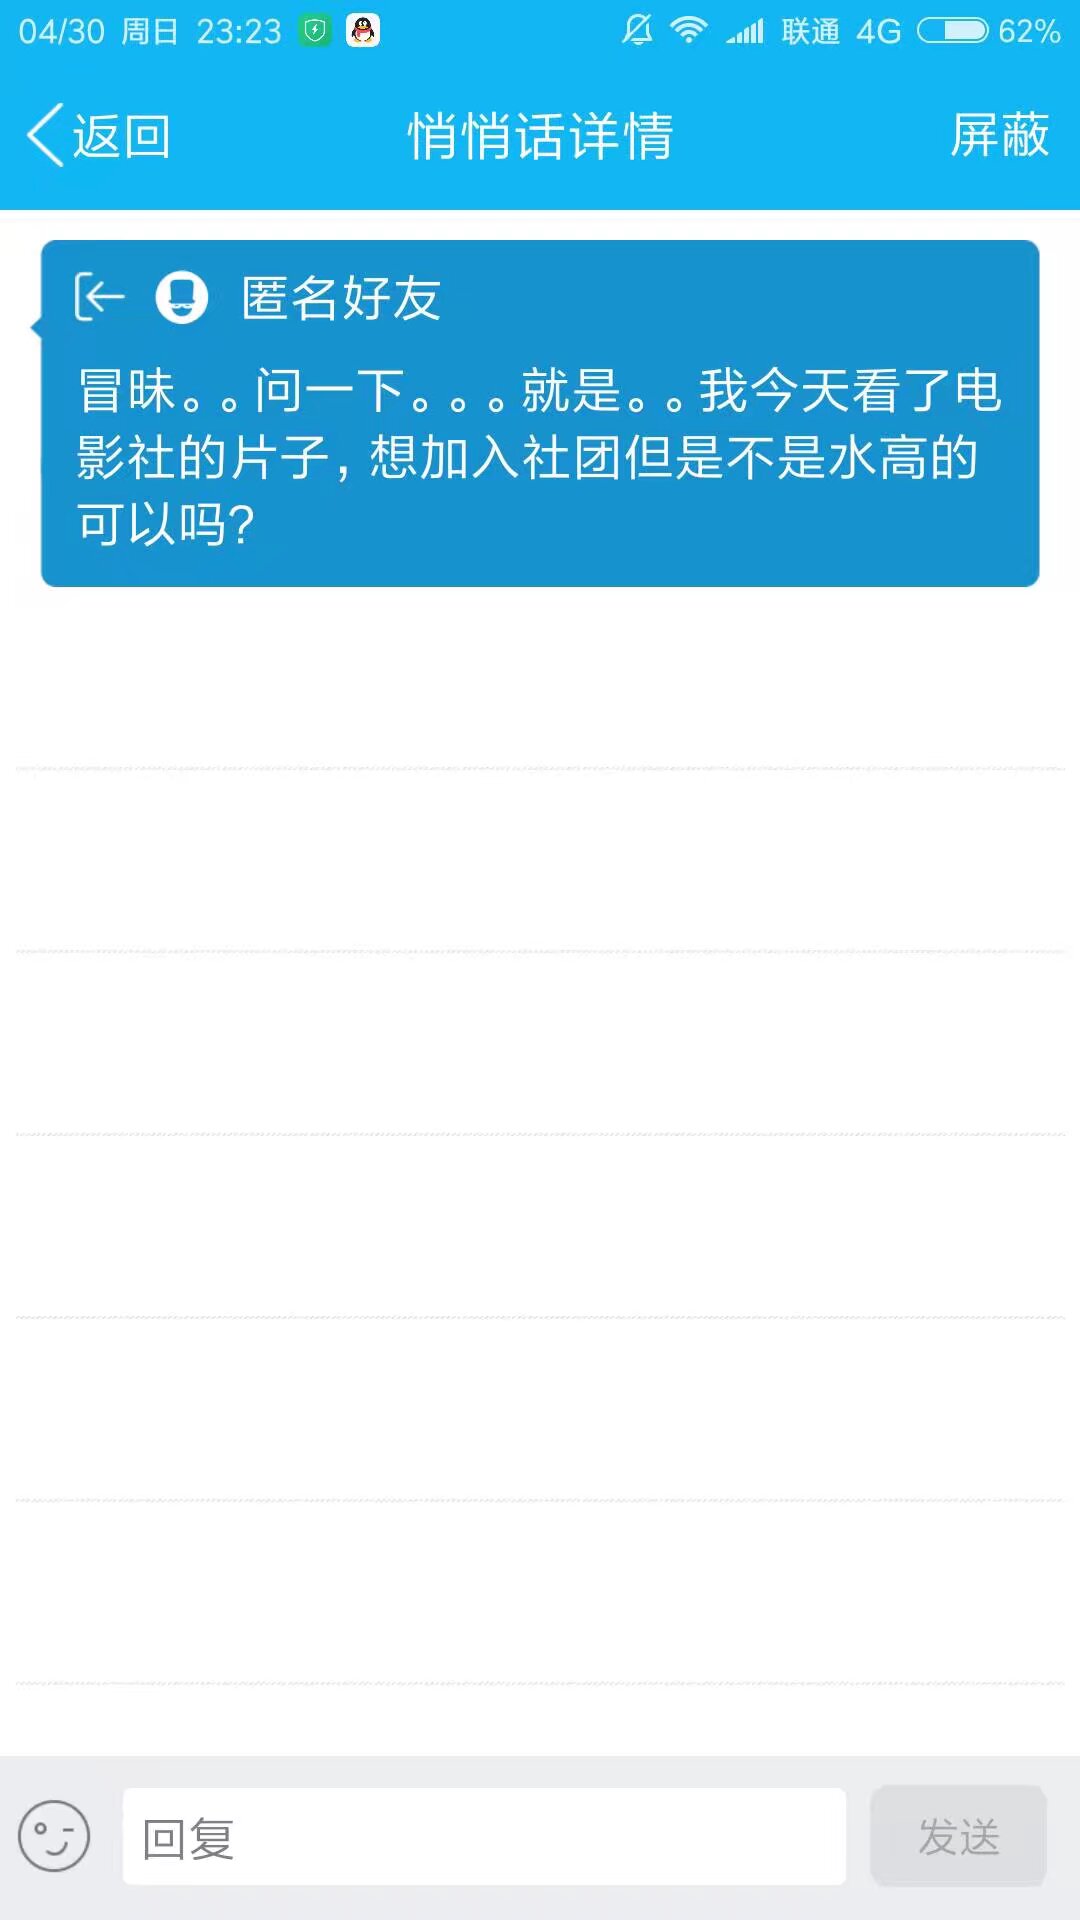 04/30 周日 23:23 联通 4G 62%
返回 悄悄话详情 屏蔽
匿名好友
冒昧。。问一下。。。就是。。我今天看了电
影社的片子，想加入社团但是不是水高的
可以吗？
回复 发送